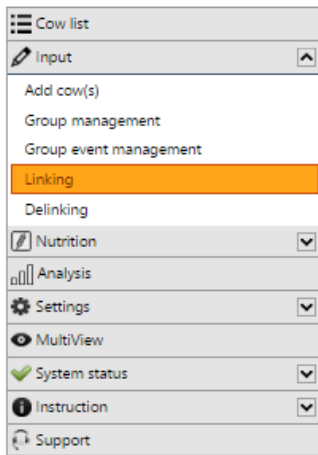 Cow list
Input
Add cow(s)
Group management
Group event management
Linking
Delinking
Nutrition
Analysis
Settings
MultiView
System status
Instruction
Support